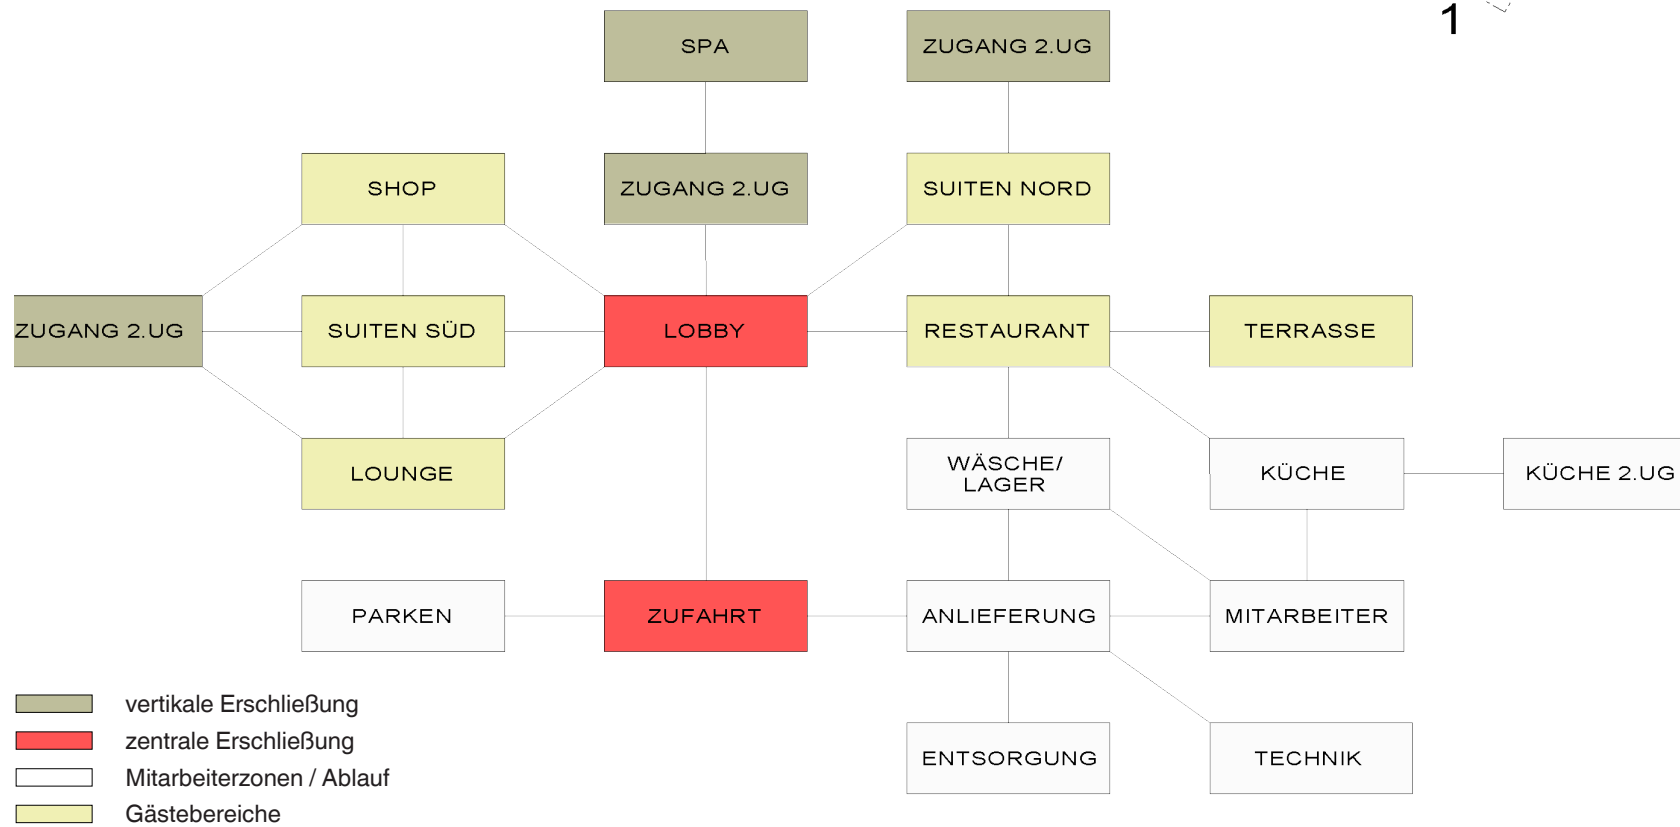 1
SPA
ZUGANG 2.UG
SHOP
ZUGANG 2.UG
SUITEN NORD
ZUGANG 2.UG
SUITEN SÜD
LOBBY
RESTAURANT
TERRASSE
LOUNGE
WÄSCHE/
LAGER
KÜCHE
KÜCHE 2.UG
PARKEN
ZUFAHRT
ANLIEFERUNG
MITARBEITER
ENTSORGUNG
TECHNIK
vertikale Erschließung
zentrale Erschließung
Mitarbeiterzonen / Ablauf
Gästebereiche